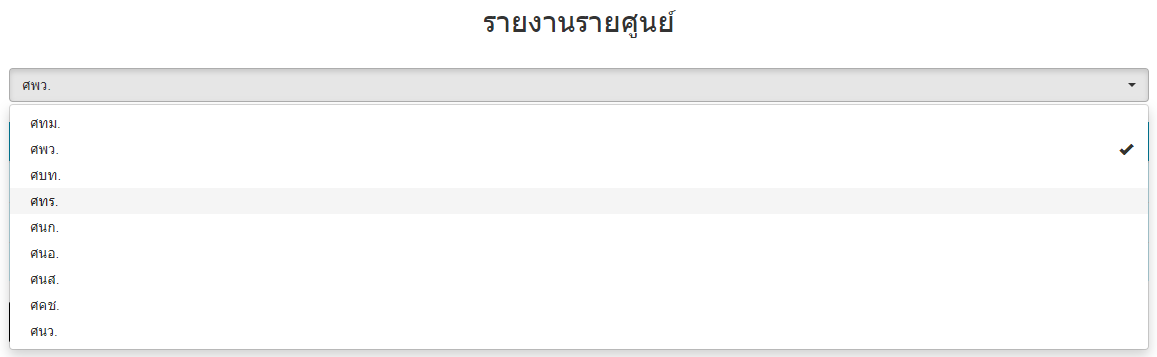 รายงานรายศูนย์
ศพว.
ศทม.
ศพว.
ศบท.
ศทร.
ศนก.
ศนอ.
ศนส.
ศคช.
ศนว.